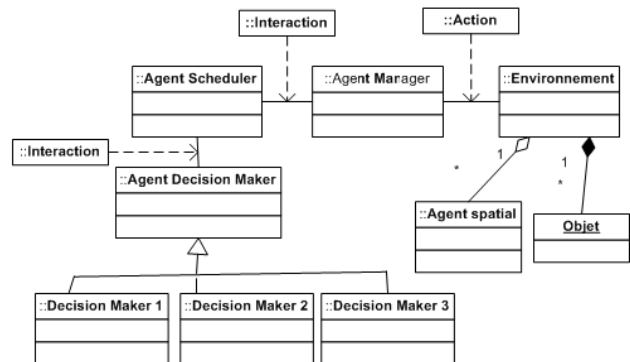 ::Interaction
::Action
::Agent Scheduler
::Agent Manager
::Environnement
::Interaction
::Agent Decision Maker
1
1
*
*
::Agent spatial
Objet
::Decision Maker 1
::Decision Maker 2
::Decision Maker 3